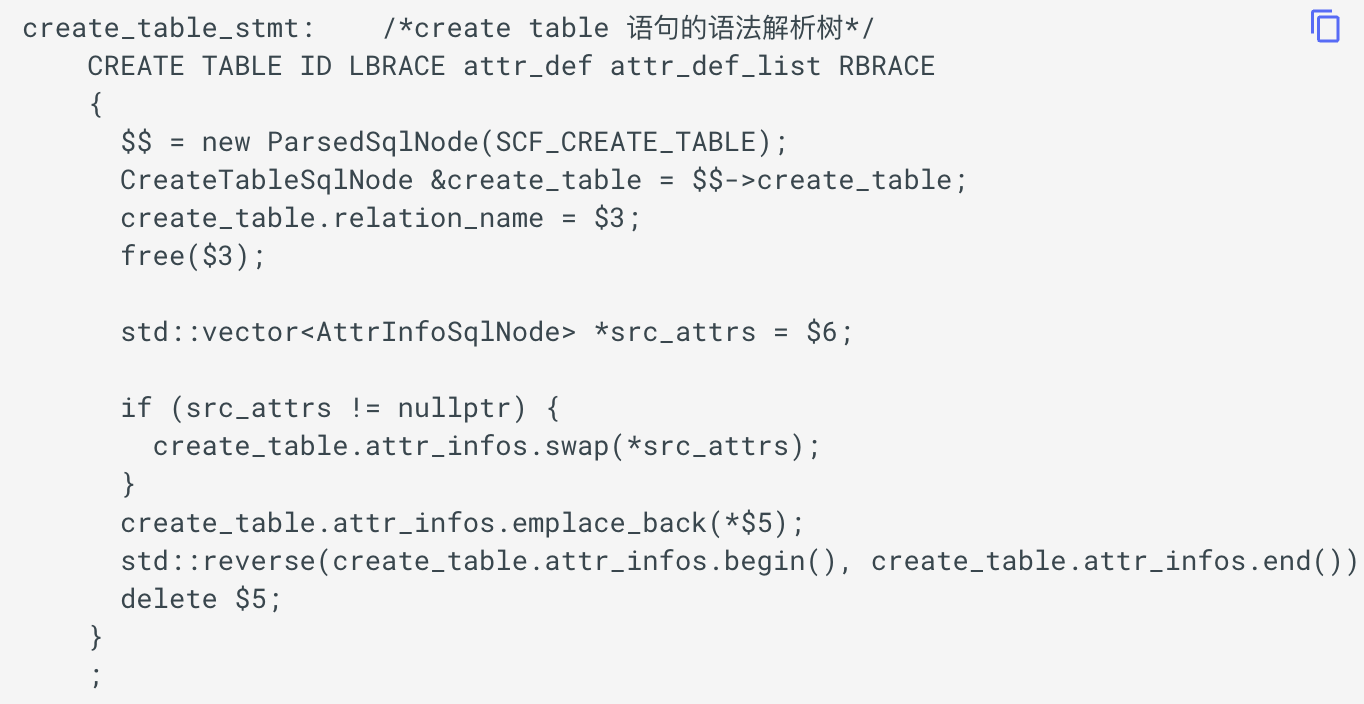 create_table_stmt:    /*create table 语句的语法解析树*/
    CREATE TABLE ID LBRACE attr_def attr_def_list RBRACE
    {
      $$ = new ParsedSqlNode(SCF_CREATE_TABLE);
      CreateTableSqlNode &create_table = $$->create_table;
      create_table.relation_name = $3;
      free($3);

      std::vector<AttrInfoSqlNode> *src_attrs = $6;

      if (src_attrs != nullptr) {
        create_table.attr_infos.swap(*src_attrs);
      }
      create_table.attr_infos.emplace_back(*$5);
      std::reverse(create_table.attr_infos.begin(), create_table.attr_infos.end())
      delete $5;
    }
    ;